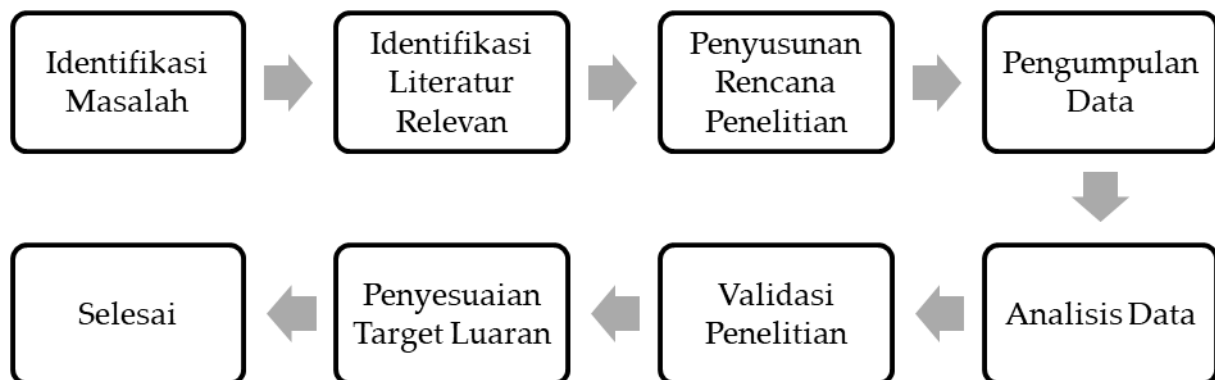 Identifikasi
Masalah
Identifikasi
Literatur
Relevan
Penyusunan
Rencana
Penelitian
Pengumpulan
Data
Analisis Data
Validasi
Penelitian
Penyesuaian
Target Luaran
Selesai